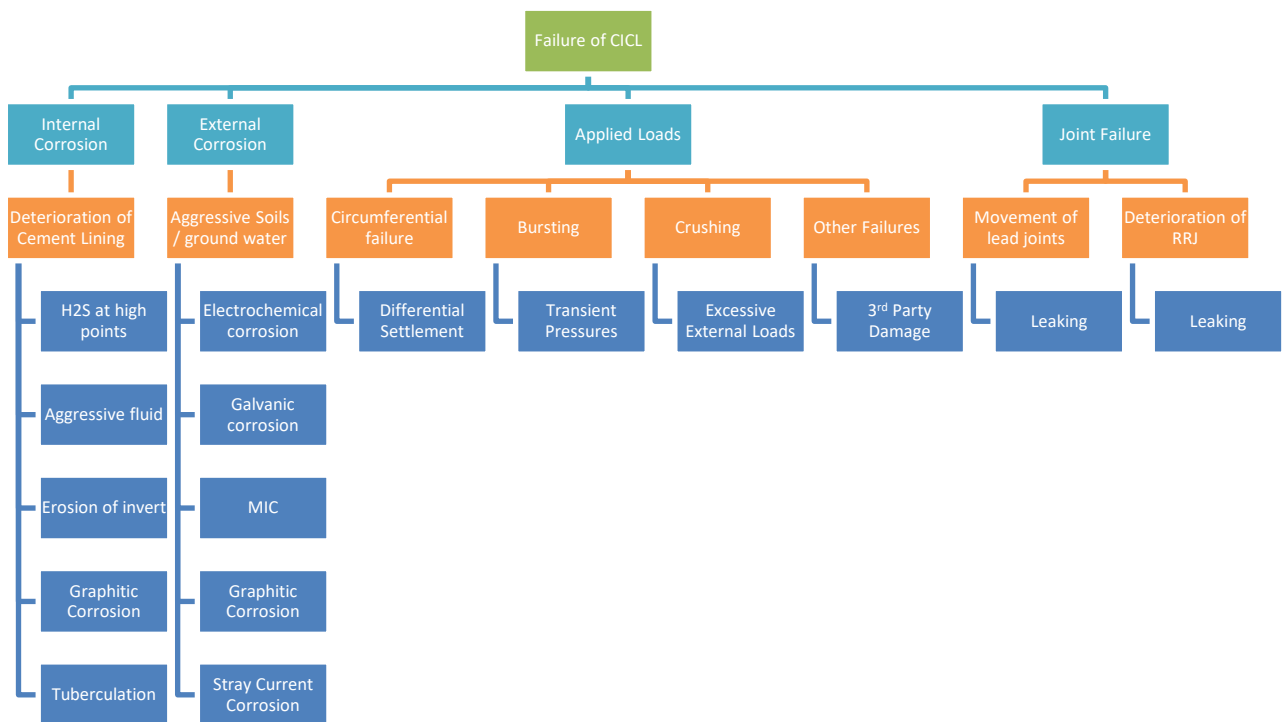 Failure of CICL
Internal
Corrosion
External
Corrosion
Applied Loads
Joint Failure
Deterioration of
Cement Lining
Aggressive Soils
/ ground water
Circumferential
failure
Bursting
Crushing
Other Failures
Movement of
lead joints
Deterioration of
RRJ
H2S at high
points
Electrochemical
corrosion
Differential
Settlement
Transient
Pressures
Excessive
External Loads
3rd Party
Damage
Leaking
Leaking
Aggressive fluid
Galvanic
corrosion
Erosion of invert
MIC
Graphitic
Corrosion
Graphitic
Corrosion
Tuberculation
Stray Current
Corrosion